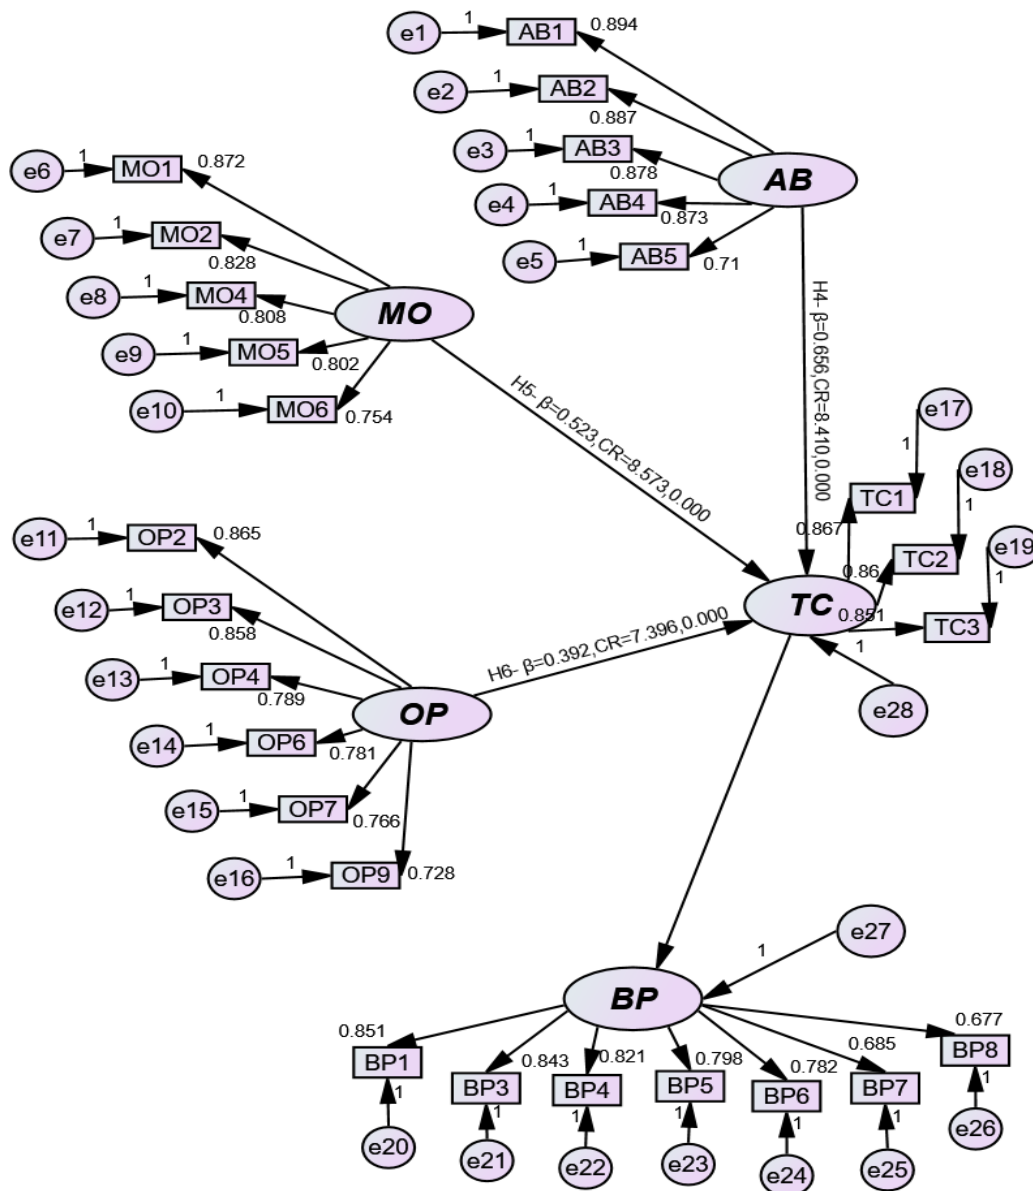 e1 1 AB1 0.894
e2 1 AB2 0.887
e3 1 AB3 0.878
e4 1 AB4 0.873
e5 1 AB5 0.71
AB
e6 1 MO1 0.872
e7 1 MO2 0.828
e8 1 MO4 0.808
e9 1 MO5 0.802
e10 1 MO6 0.754
MO
H4- β=0.656,CR=8.410,0.000
H5- β=0.523,CR=8.573,0.000
e11 1 OP2 0.865
e12 1 OP3 0.858
e13 1 OP4 0.789
e14 1 OP6 0.781
e15 1 OP7 0.766
e16 1 OP9 0.728
OP
H6- β=0.392,CR=7.396,0.000
e17 1 TC1 0.867
e18 1 TC2 0.86
e19 1 TC3 0.851
TC
1 e28
e27 1
BP
0.851 BP1 1 e20
0.843 BP3 1 e21
0.821 BP4 1 e22
0.798 BP5 1 e23
0.782 BP6 1 e24
0.685 BP7 1 e25
0.677 BP8 1 e26